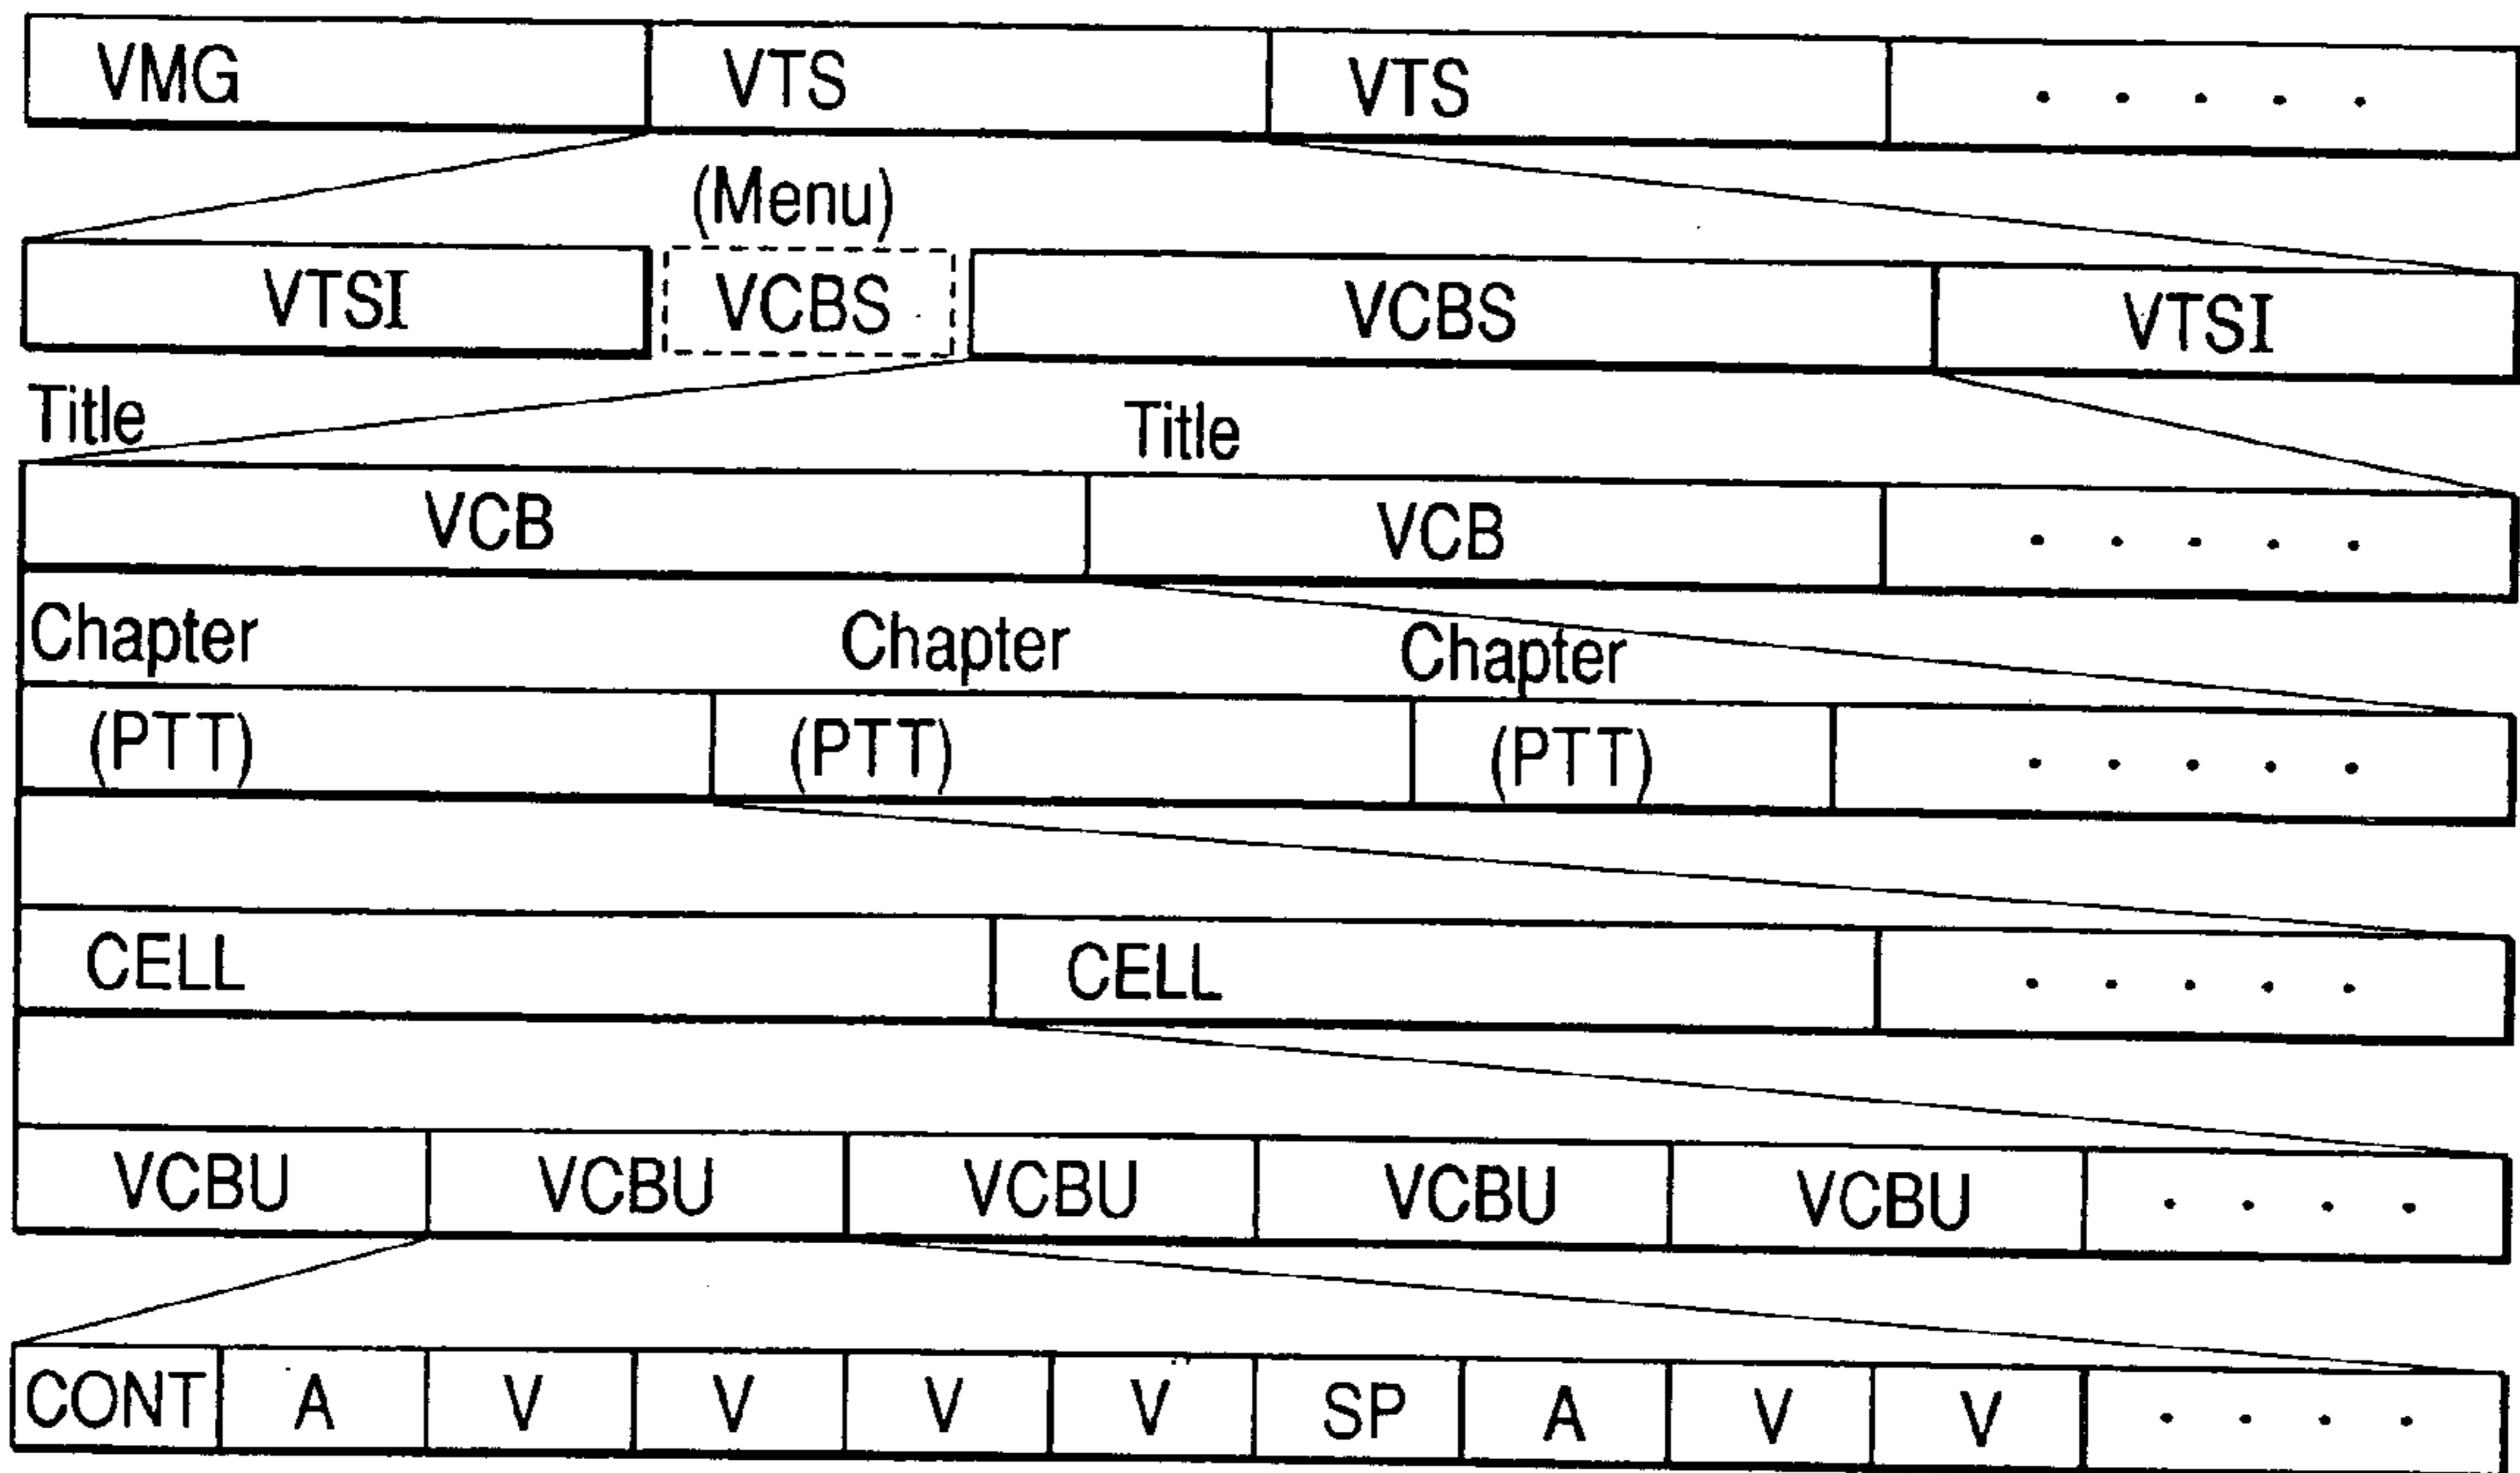 VMG VTS VTS . . . . .
(Menu)
VTSI VCBS VCBS VTSI
Title Title
VCB VCB . . . . .
Chapter Chapter Chapter
(PTT) (PTT) (PTT) . . . . .
CELL CELL . . . . .
VCBU VCBU VCBU VCBU VCBU . . . .
CONT A V V V V SP A V V . . . .